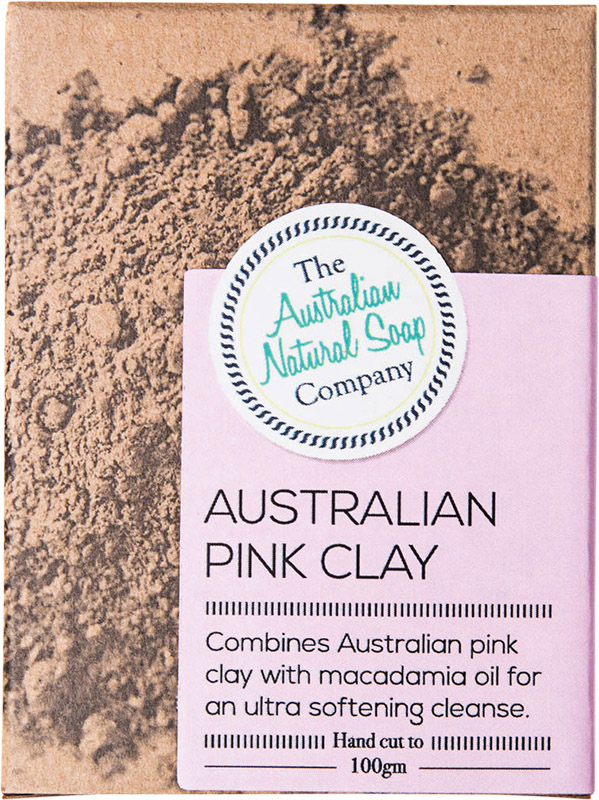 The
Australian
Natural Soap
Company
AUSTRALIAN
PINK CLAY
Combines Australian pink
clay with macadamia oil for
an ultra softening cleanse.
Hand cut to
100gm